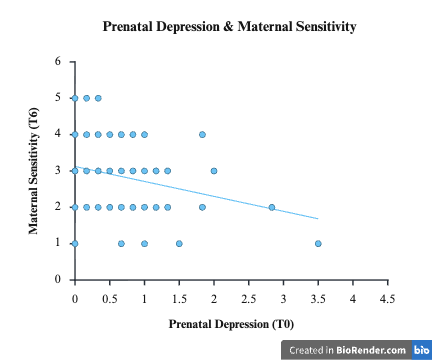 Prenatal Depression & Maternal Sensitivity
6
5
4
3
2
1
0
Maternal Sensitivity (T6)
0 0.5 1 1.5 2 2.5 3 3.5 4 4.5
Prenatal Depression (T0)
Created in BioRender.com bio